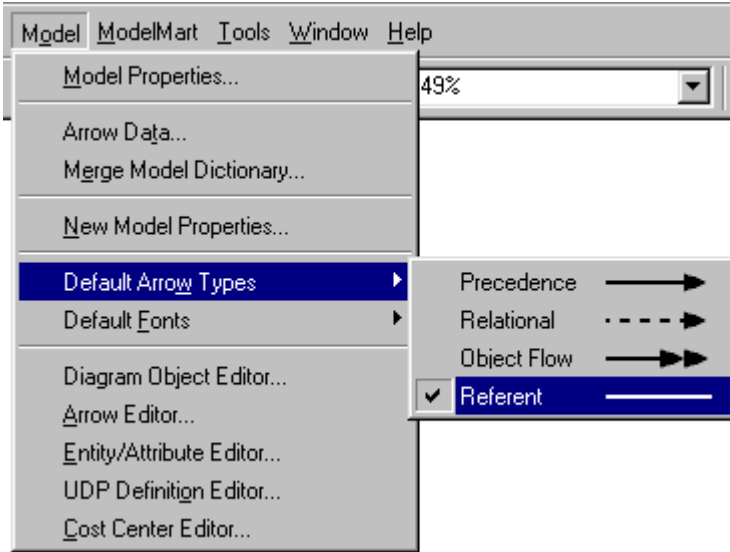 Model ModelMart Tools Window Help
Model Properties...
49%
Arrow Data...
Merge Model Dictionary...
New Model Properties...
Default Arrow Types
Default Fonts
Diagram Object Editor...
Arrow Editor...
Entity/Attribute Editor...
UDP Definition Editor...
Cost Center Editor...
Precedence
Relational
Object Flow
Referent